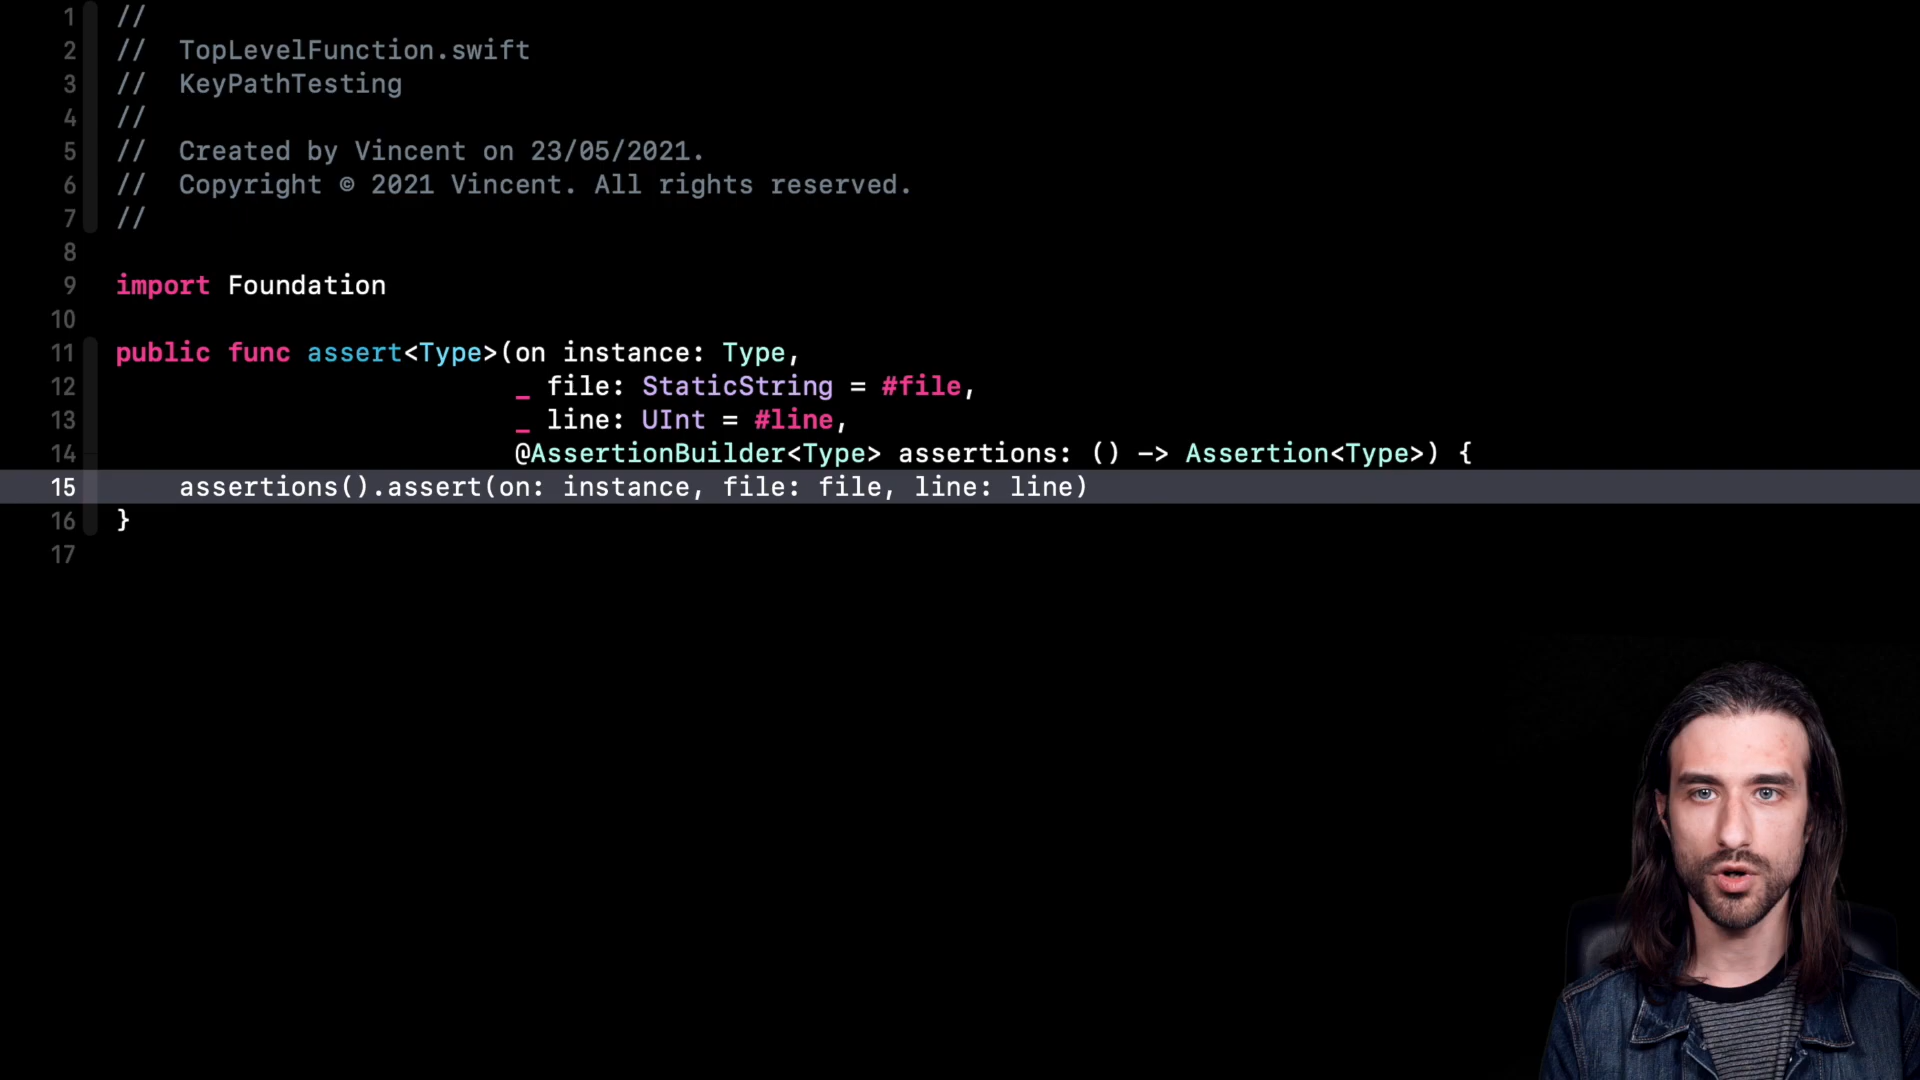 1 //
2 // TopLevelFunction.swift
3 // KeyPathTesting
4 //
5 // Created by Vincent on 23/05/2021.
6 // Copyright © 2021 Vincent. All rights reserved.
7 //
8
9 import Foundation
10
11 public func assert<Type>(on instance: Type,
12 _ file: StaticString = #file,
13 _ line: UInt = #line,
14 @AssertionBuilder<Type> assertions: () -> Assertion<Type>) {
15 assertions().assert(on: instance, file: file, line: line)
16 }
17